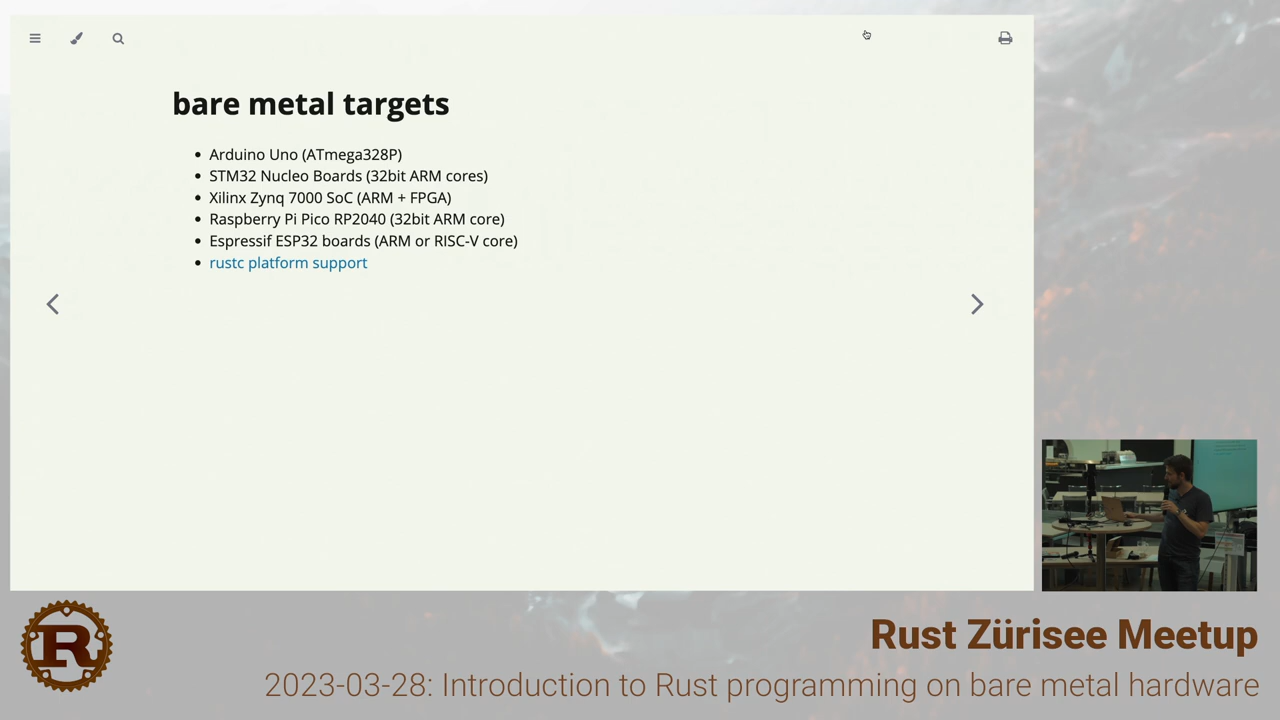 bare metal targets
Arduino Uno (ATmega328P)
STM32 Nucleo Boards (32bit ARM cores)
Xilinx Zynq 7000 SoC (ARM + FPGA)
Raspberry Pi Pico RP2040 (32bit ARM core)
Espressif ESP32 boards (ARM or RISC-V core)
rustc platform support
R
Rust Zürisee Meetup
2023-03-28: Introduction to Rust programming on bare metal hardware